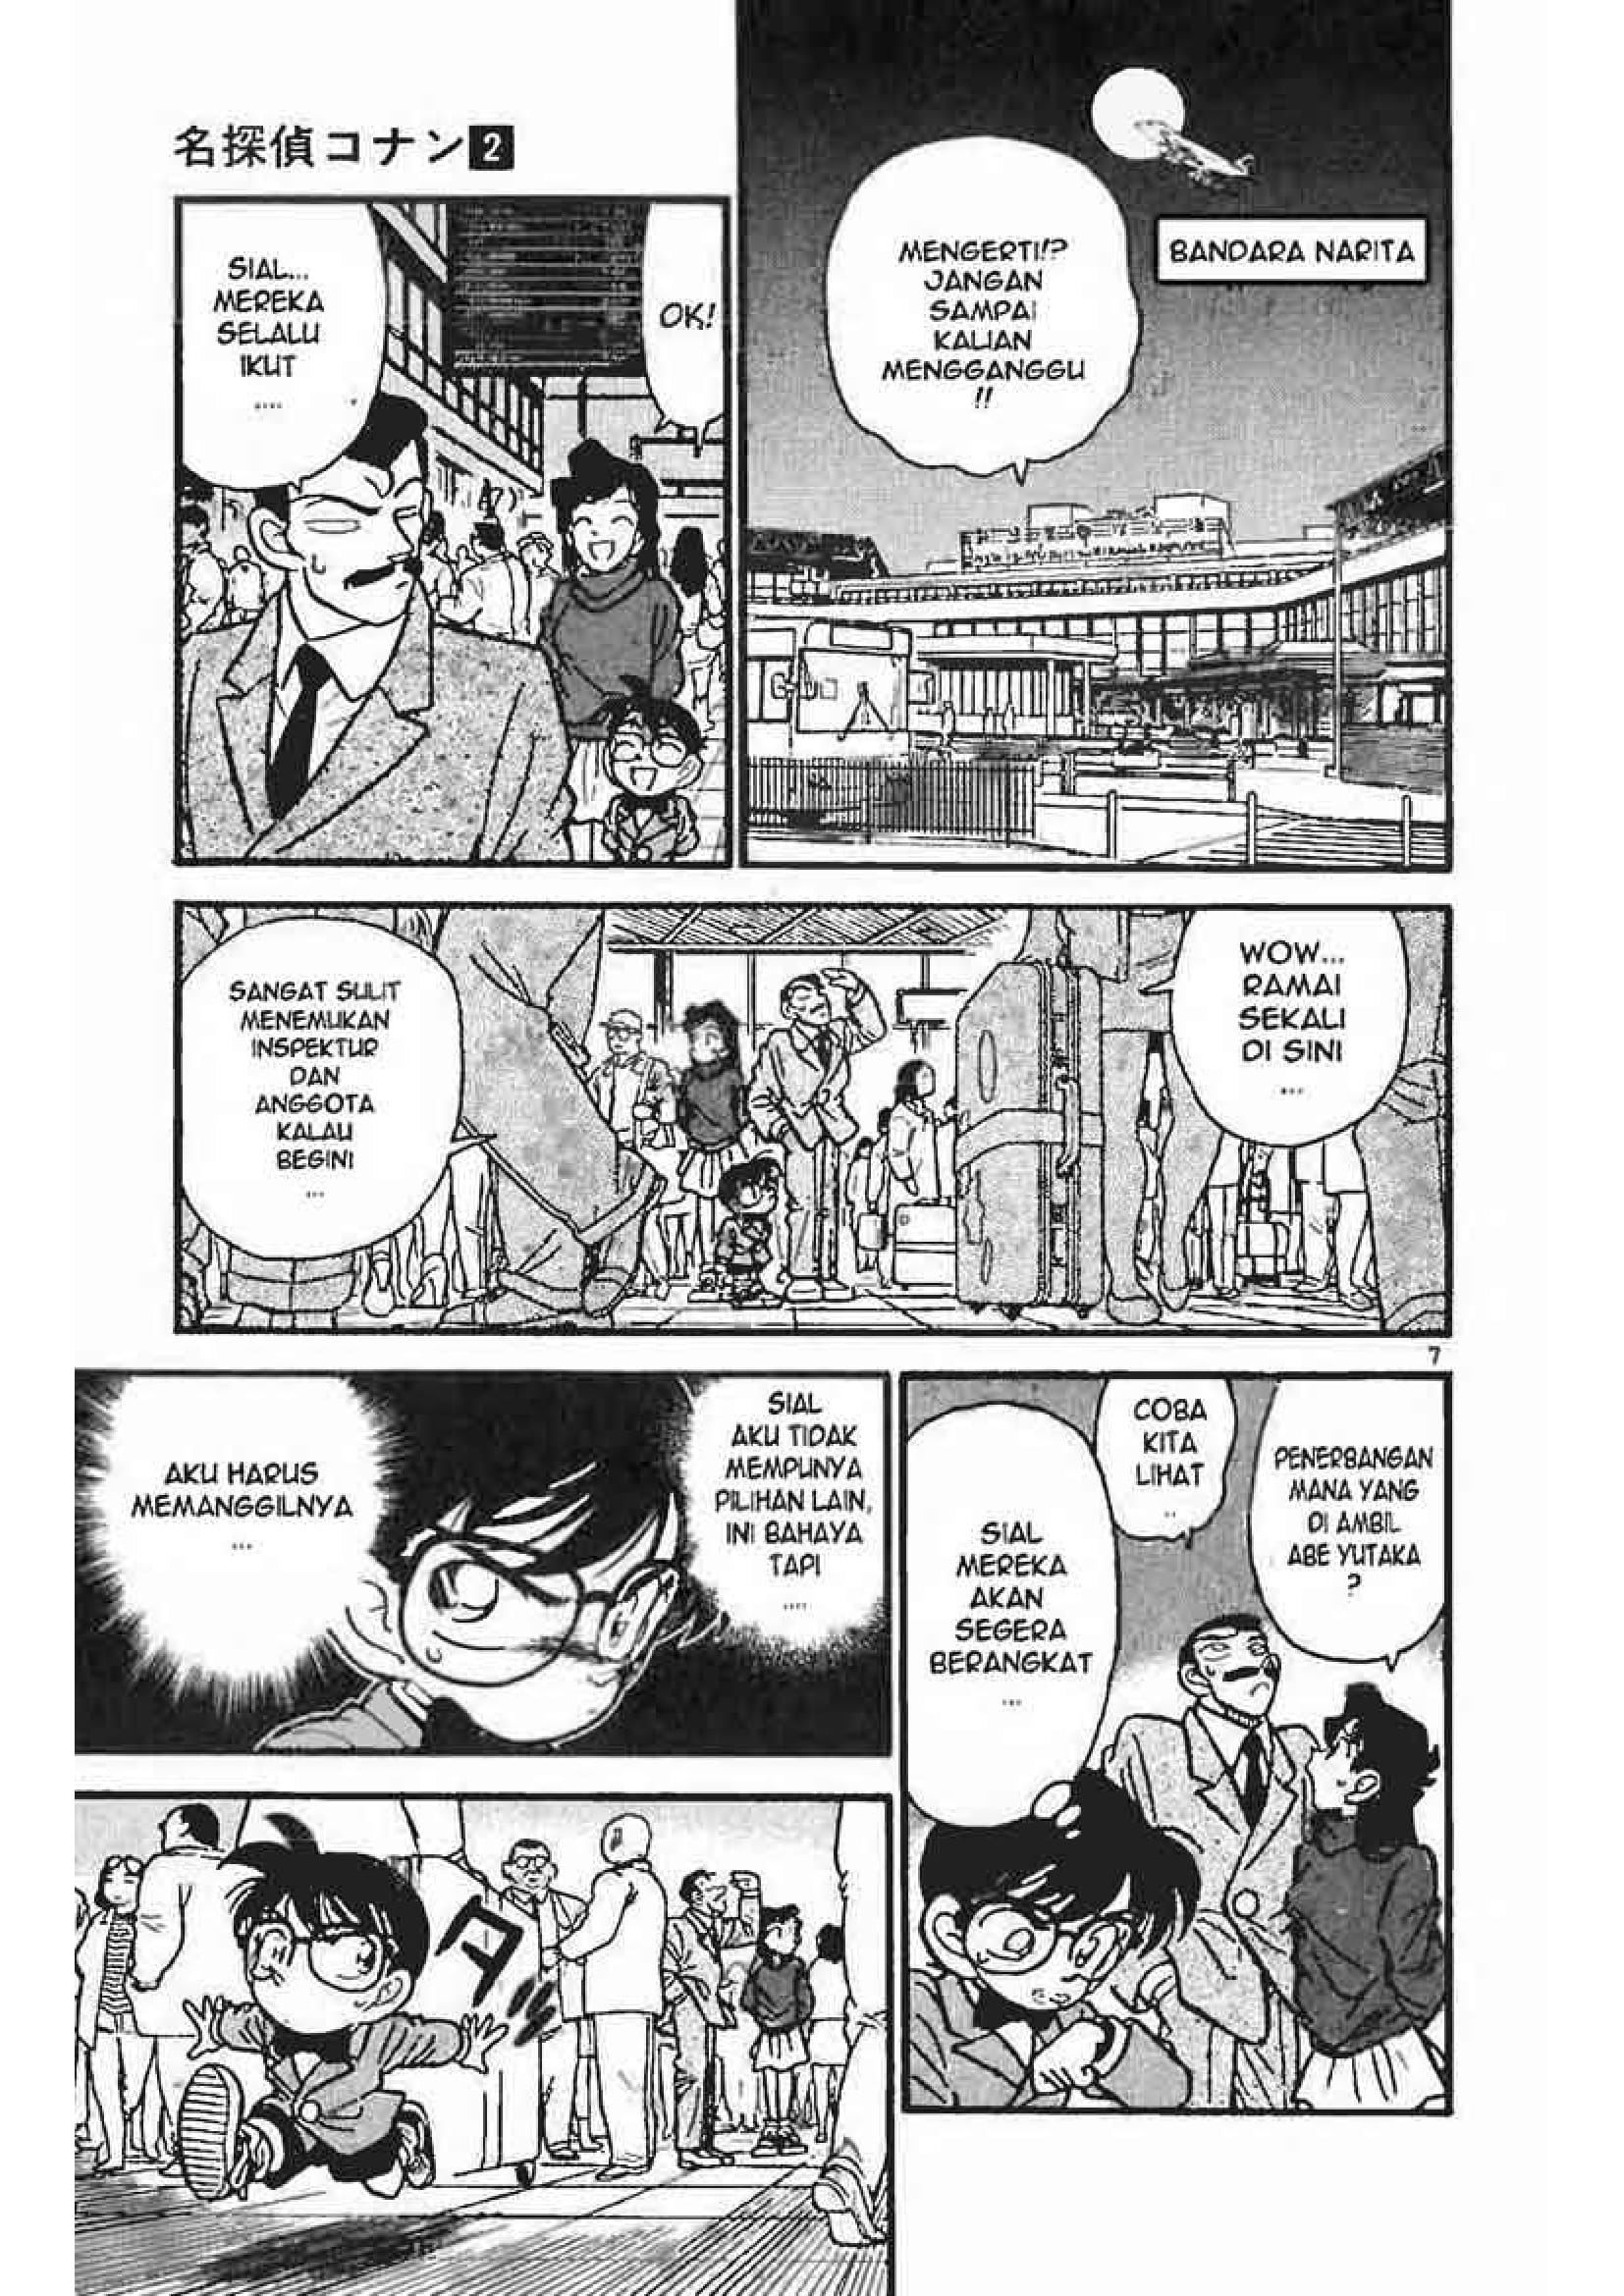 名探偵コナン2
BANDARA NARITA
MENGERTI!?
JANGAN
SAMPAI
KALIAN
MENGGANGGU
!!
OK!
SIAL...
MEREKA
SELALU
IKUT
....
WOW...
RAMAI
SEKALI
DI SINI
...
SANGAT SULIT
MENEMUKAN
INSPEKTUR
DAN
ANGGOTA
KALAU
BEGINI
...
7
PENERBANGAN
MANA YANG
DI AMBIL
ABE YUTAKA
?
COBA
KITA
LIHAT
..
SIAL
MEREKA
AKAN
SEGERA
BERANGKAT
...
SIAL
AKU TIDAK
MEMPUNYA
PILIHAN LAIN,
INI BAHAYA
TAPI
....
AKU HARUS
MEMANGGILNYA
...